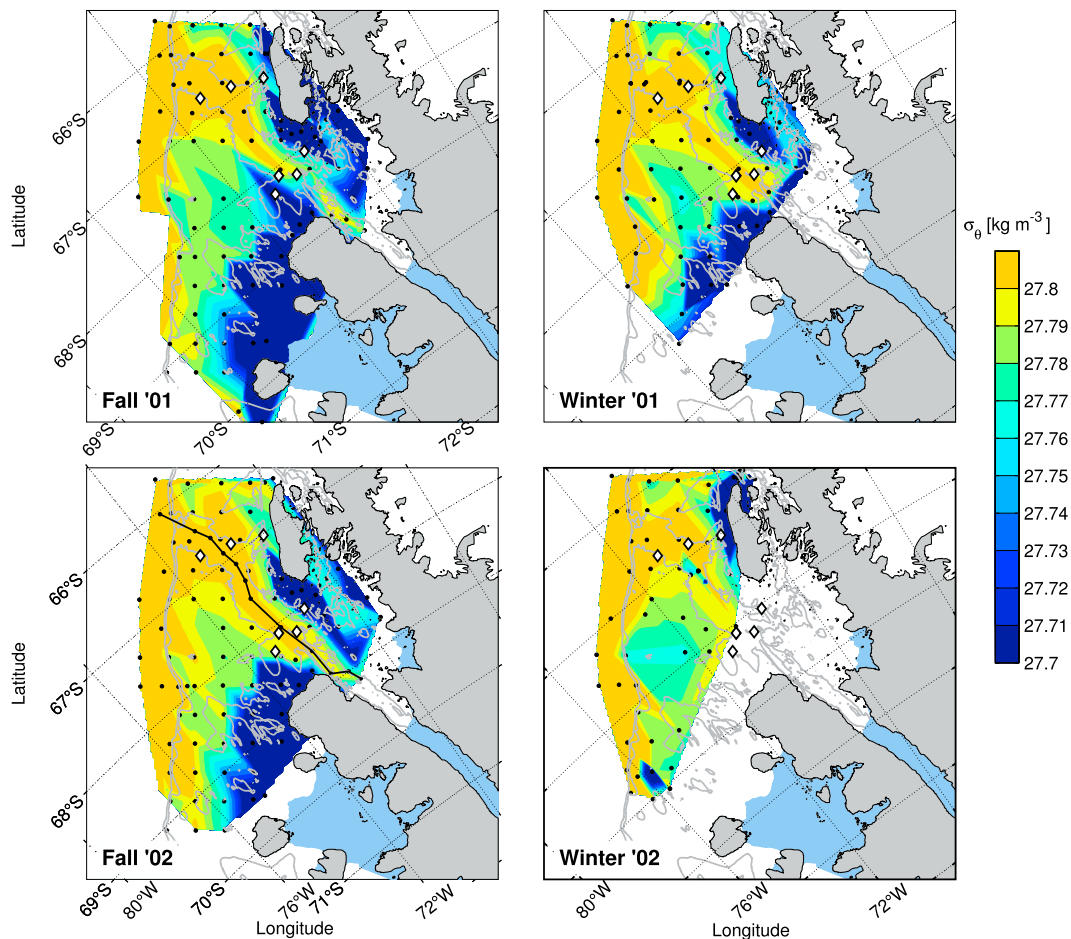 66°S
67°S
68°S
69°S
70°S
71°S
72°S
Latitude
Fall '01
Winter '01
σθ [kg m-3]
27.8
27.79
27.78
27.77
27.76
27.75
27.74
27.73
27.72
27.71
27.7
66°S
67°S
68°S
69°S
80°W
70°S
76°W
71°S
72°W
Latitude
Longitude
Fall '02
Winter '02
80°W
76°W
72°W
Longitude